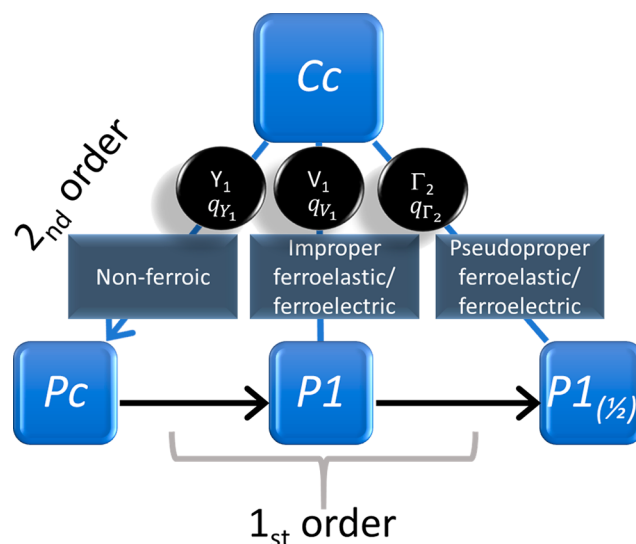 Cc
2nd order
Y1
qY1
V1
qV1
Γ2
qΓ2
Non-ferroic
Improper
ferroelastic/
ferroelectric
Pseudoproper
ferroelastic/
ferroelectric
Pc
P1
P1(½)
1st order